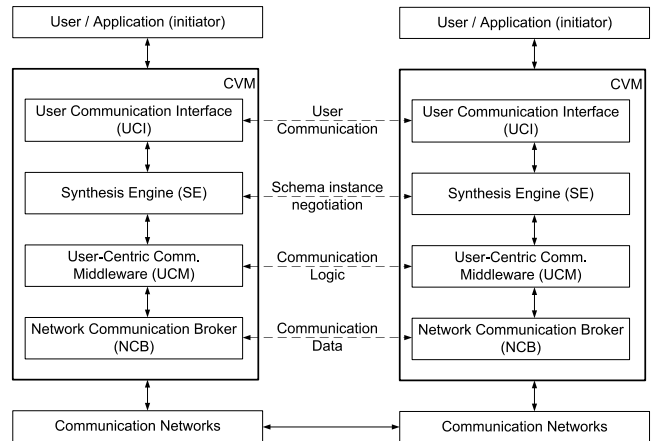 User / Application (initiator)
User / Application (initiator)
CVM
CVM
User Communication Interface
(UCI)
User
Communication
User Communication Interface
(UCI)
Synthesis Engine (SE)
Schema instance
negotiation
Synthesis Engine (SE)
User-Centric Comm.
Middleware (UCM)
Communication
Logic
User-Centric Comm.
Middleware (UCM)
Network Communication Broker
(NCB)
Communication
Data
Network Communication Broker
(NCB)
Communication Networks
Communication Networks